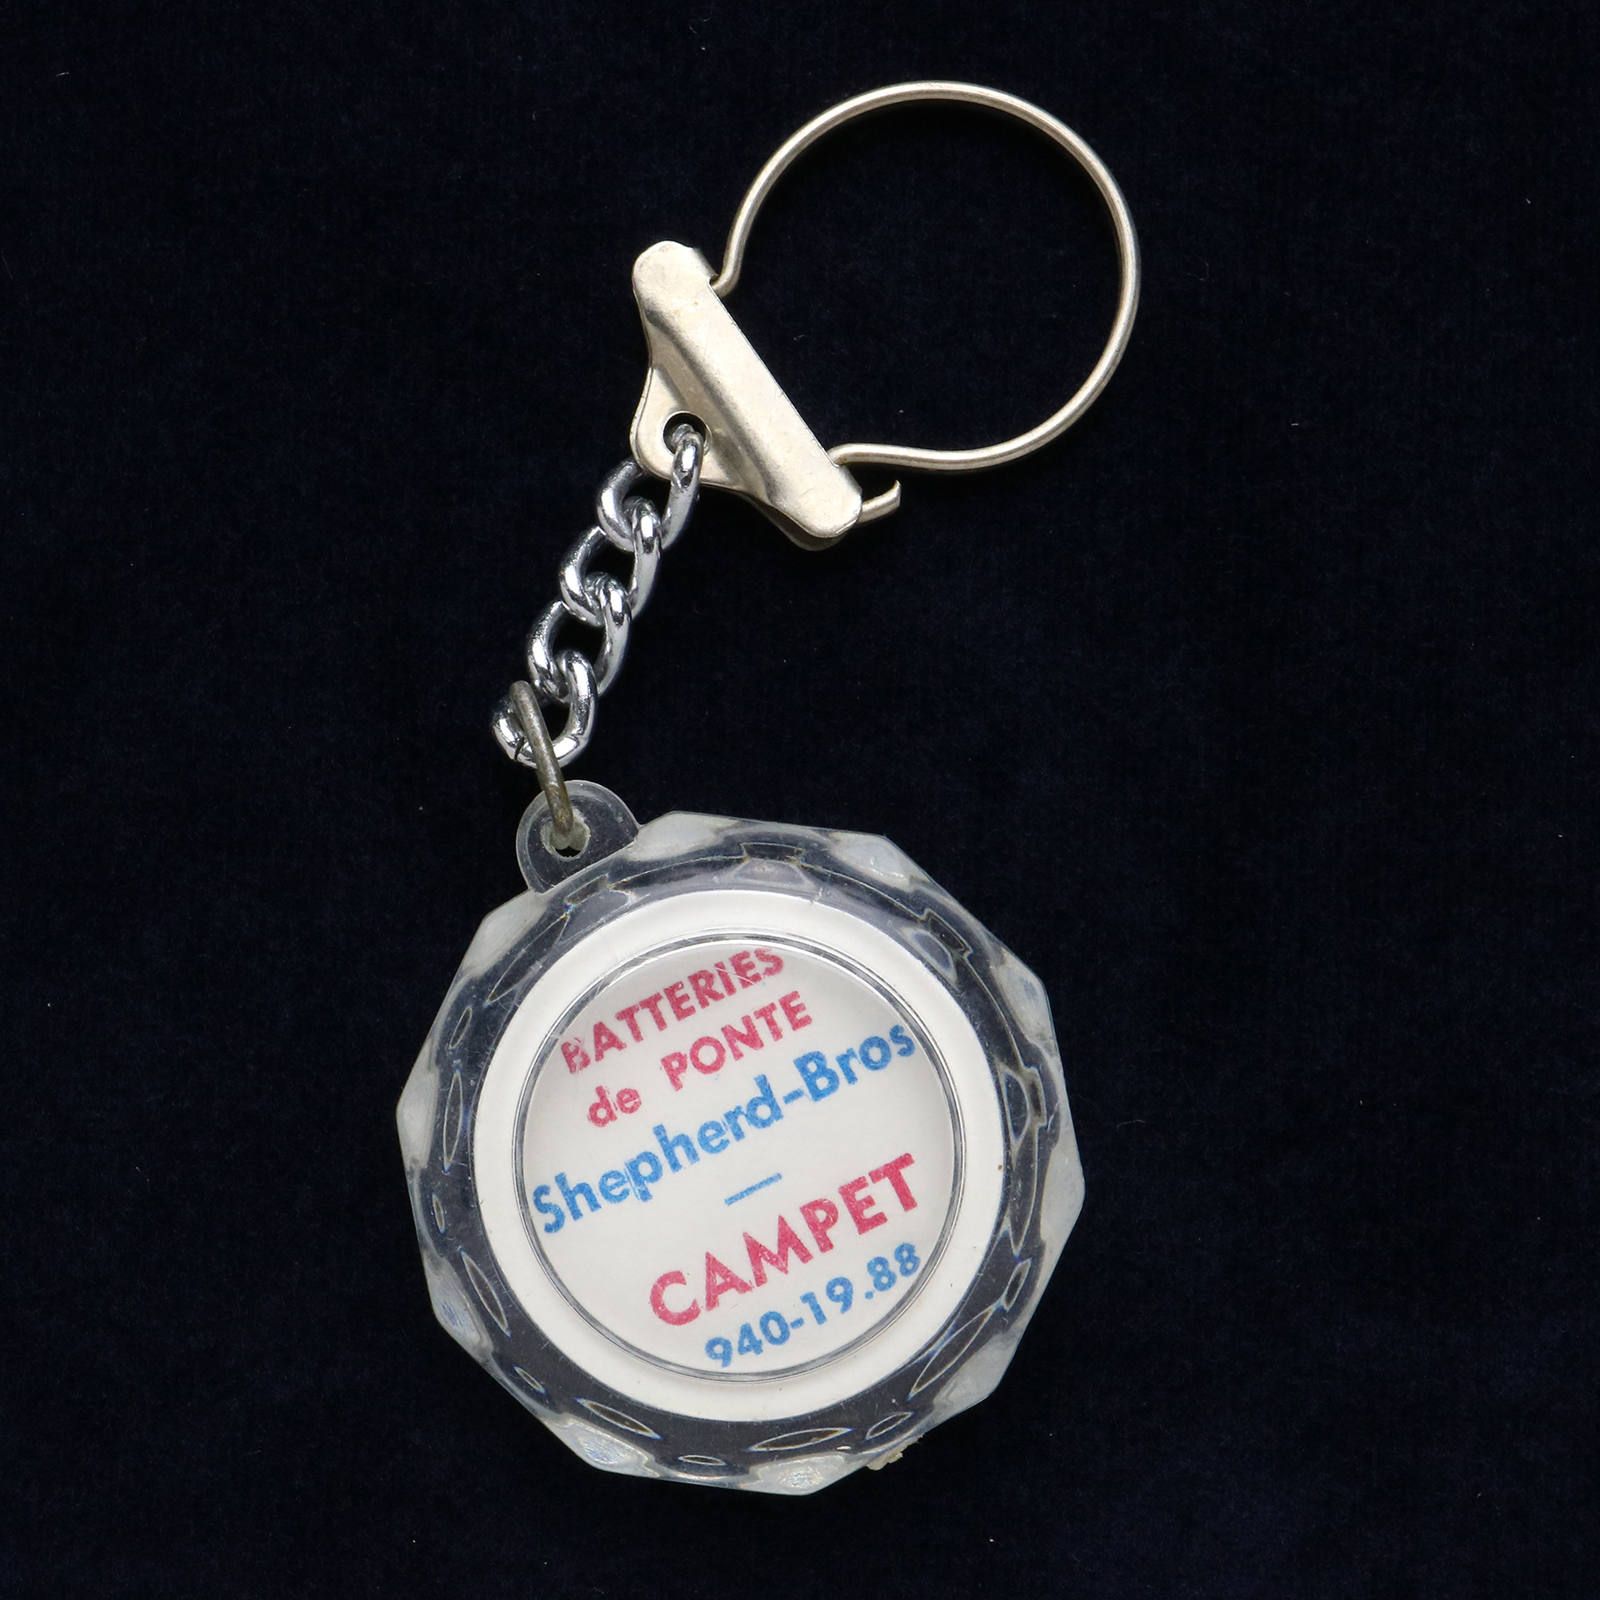 BATTERIES
de PONTE
Shepherd-Bros
—
CAMPET
940-19.88